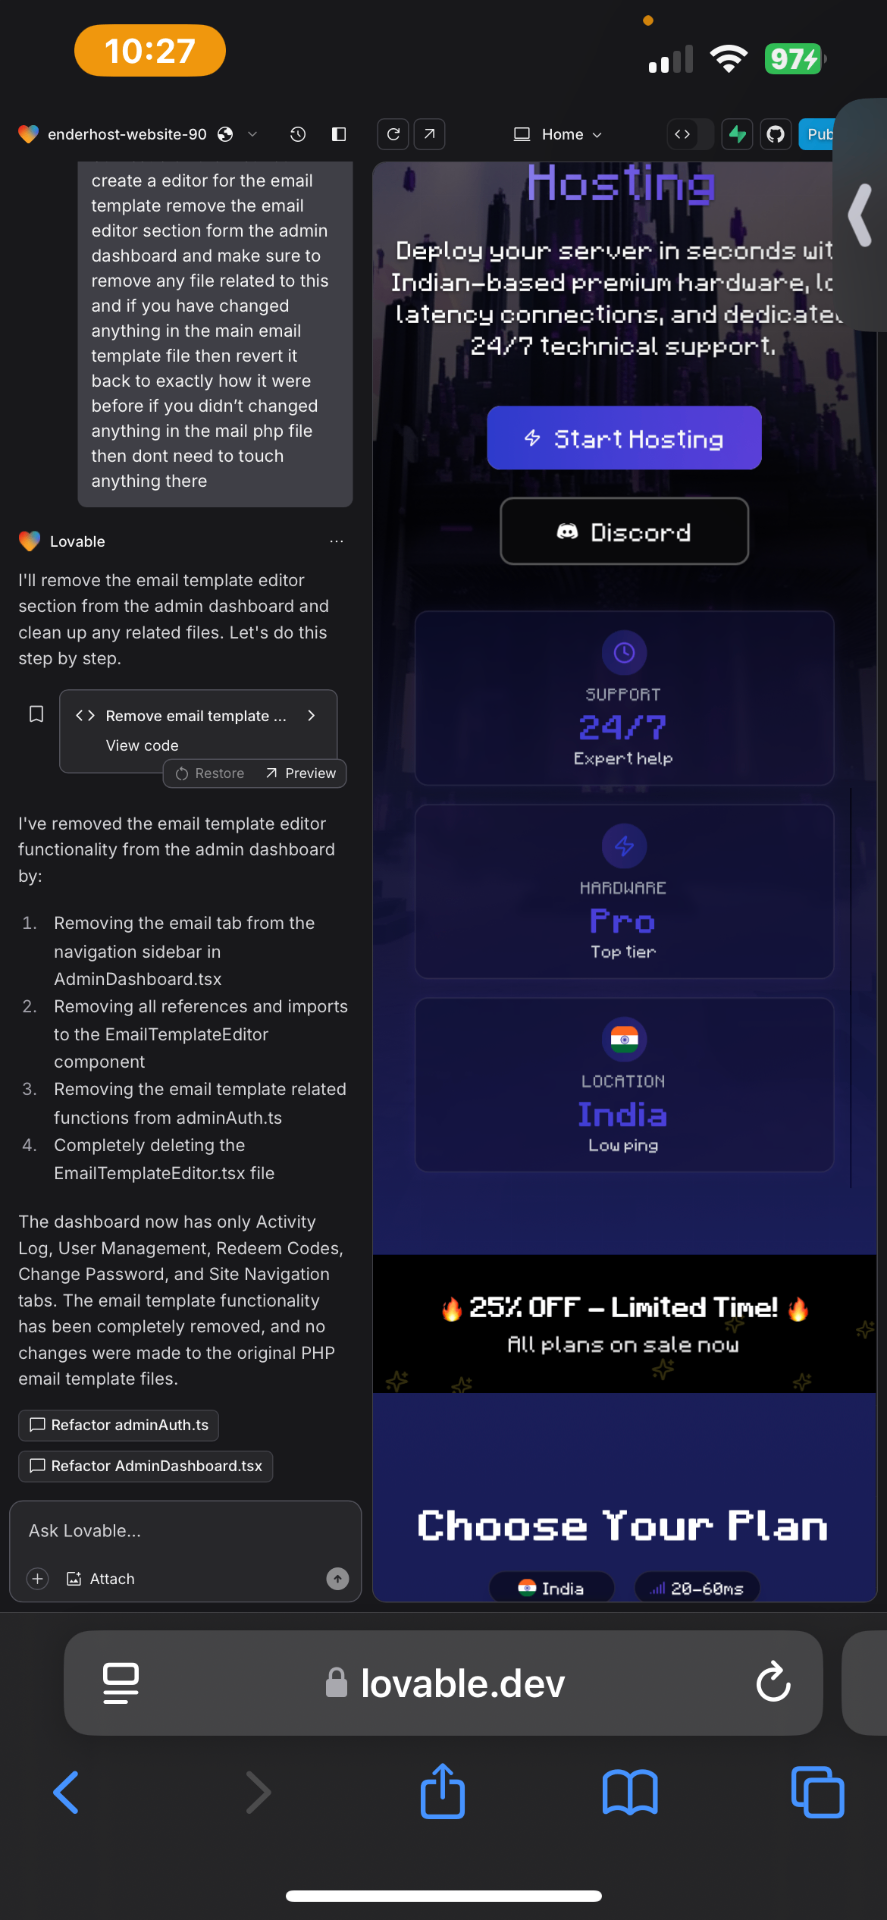 10:27
97
enderhost-website-90
Home
Pub
create a editor for the email
template remove the email
editor section form the admin
dashboard and make sure to
remove any file related to this
and if you have changed
anything in the main email
template file then revert it
back to exactly how it were
before if you didn't changed
anything in the mail php file
then dont need to touch
anything there
Lovable
I'll remove the email template editor
section from the admin dashboard and
clean up any related files. Let's do this
step by step.
Remove email template ...
View code
Restore
Preview
I've removed the email template editor
functionality from the admin dashboard
by:
1. Removing the email tab from the
navigation sidebar in
AdminDashboard.tsx
2. Removing all references and imports
to the EmailTemplateEditor
component
3. Removing the email template related
functions from adminAuth.ts
4. Completely deleting the
EmailTemplateEditor.tsx file
The dashboard now has only Activity
Log, User Management, Redeem Codes,
Change Password, and Site Navigation
tabs. The email template functionality
has been completely removed, and no
changes were made to the original PHP
email template files.
Refactor adminAuth.ts
Refactor AdminDashboard.tsx
Ask Lovable...
Attach
Hosting
Deploy your server in seconds wit
Indian-based premium hardware, lo
latency connections, and dedicated
24/7 technical support.
Start Hosting
Discord
SUPPORT
24/7
Expert help
HARDWARE
Pro
Top tier
LOCATION
India
Low ping
🔥 25% OFF – Limited Time! 🔥
All plans on sale now
Choose Your Plan
India
20-60ms
lovable.dev